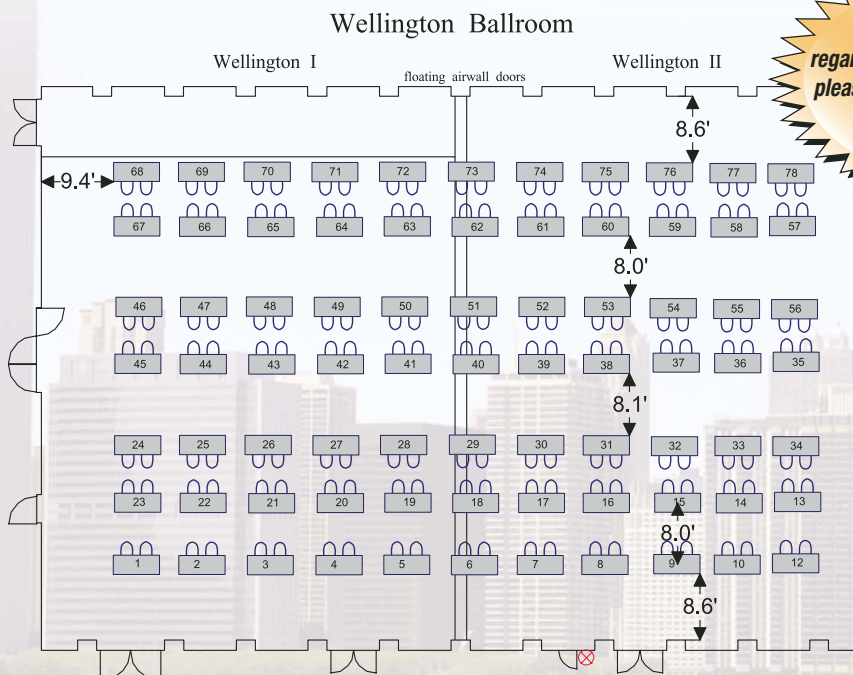 Wellington Ballroom
Wellington I
Wellington II
floating airwall doors
please
8.6'
9.4'
68 69 70 71 72 73 74 75 76 77 78
67 66 65 64 63 62 61 60 59 58 57
8.0'
46 47 48 49 50 51 52 53 54 55 56
45 44 43 42 41 40 39 38 37 36 35
8.1'
24 25 26 27 28 29 30 31 32 33 34
23 22 21 20 19 18 17 16 15 14 13
8.0'
1 2 3 4 5 6 7 8 9 10 12
8.6'